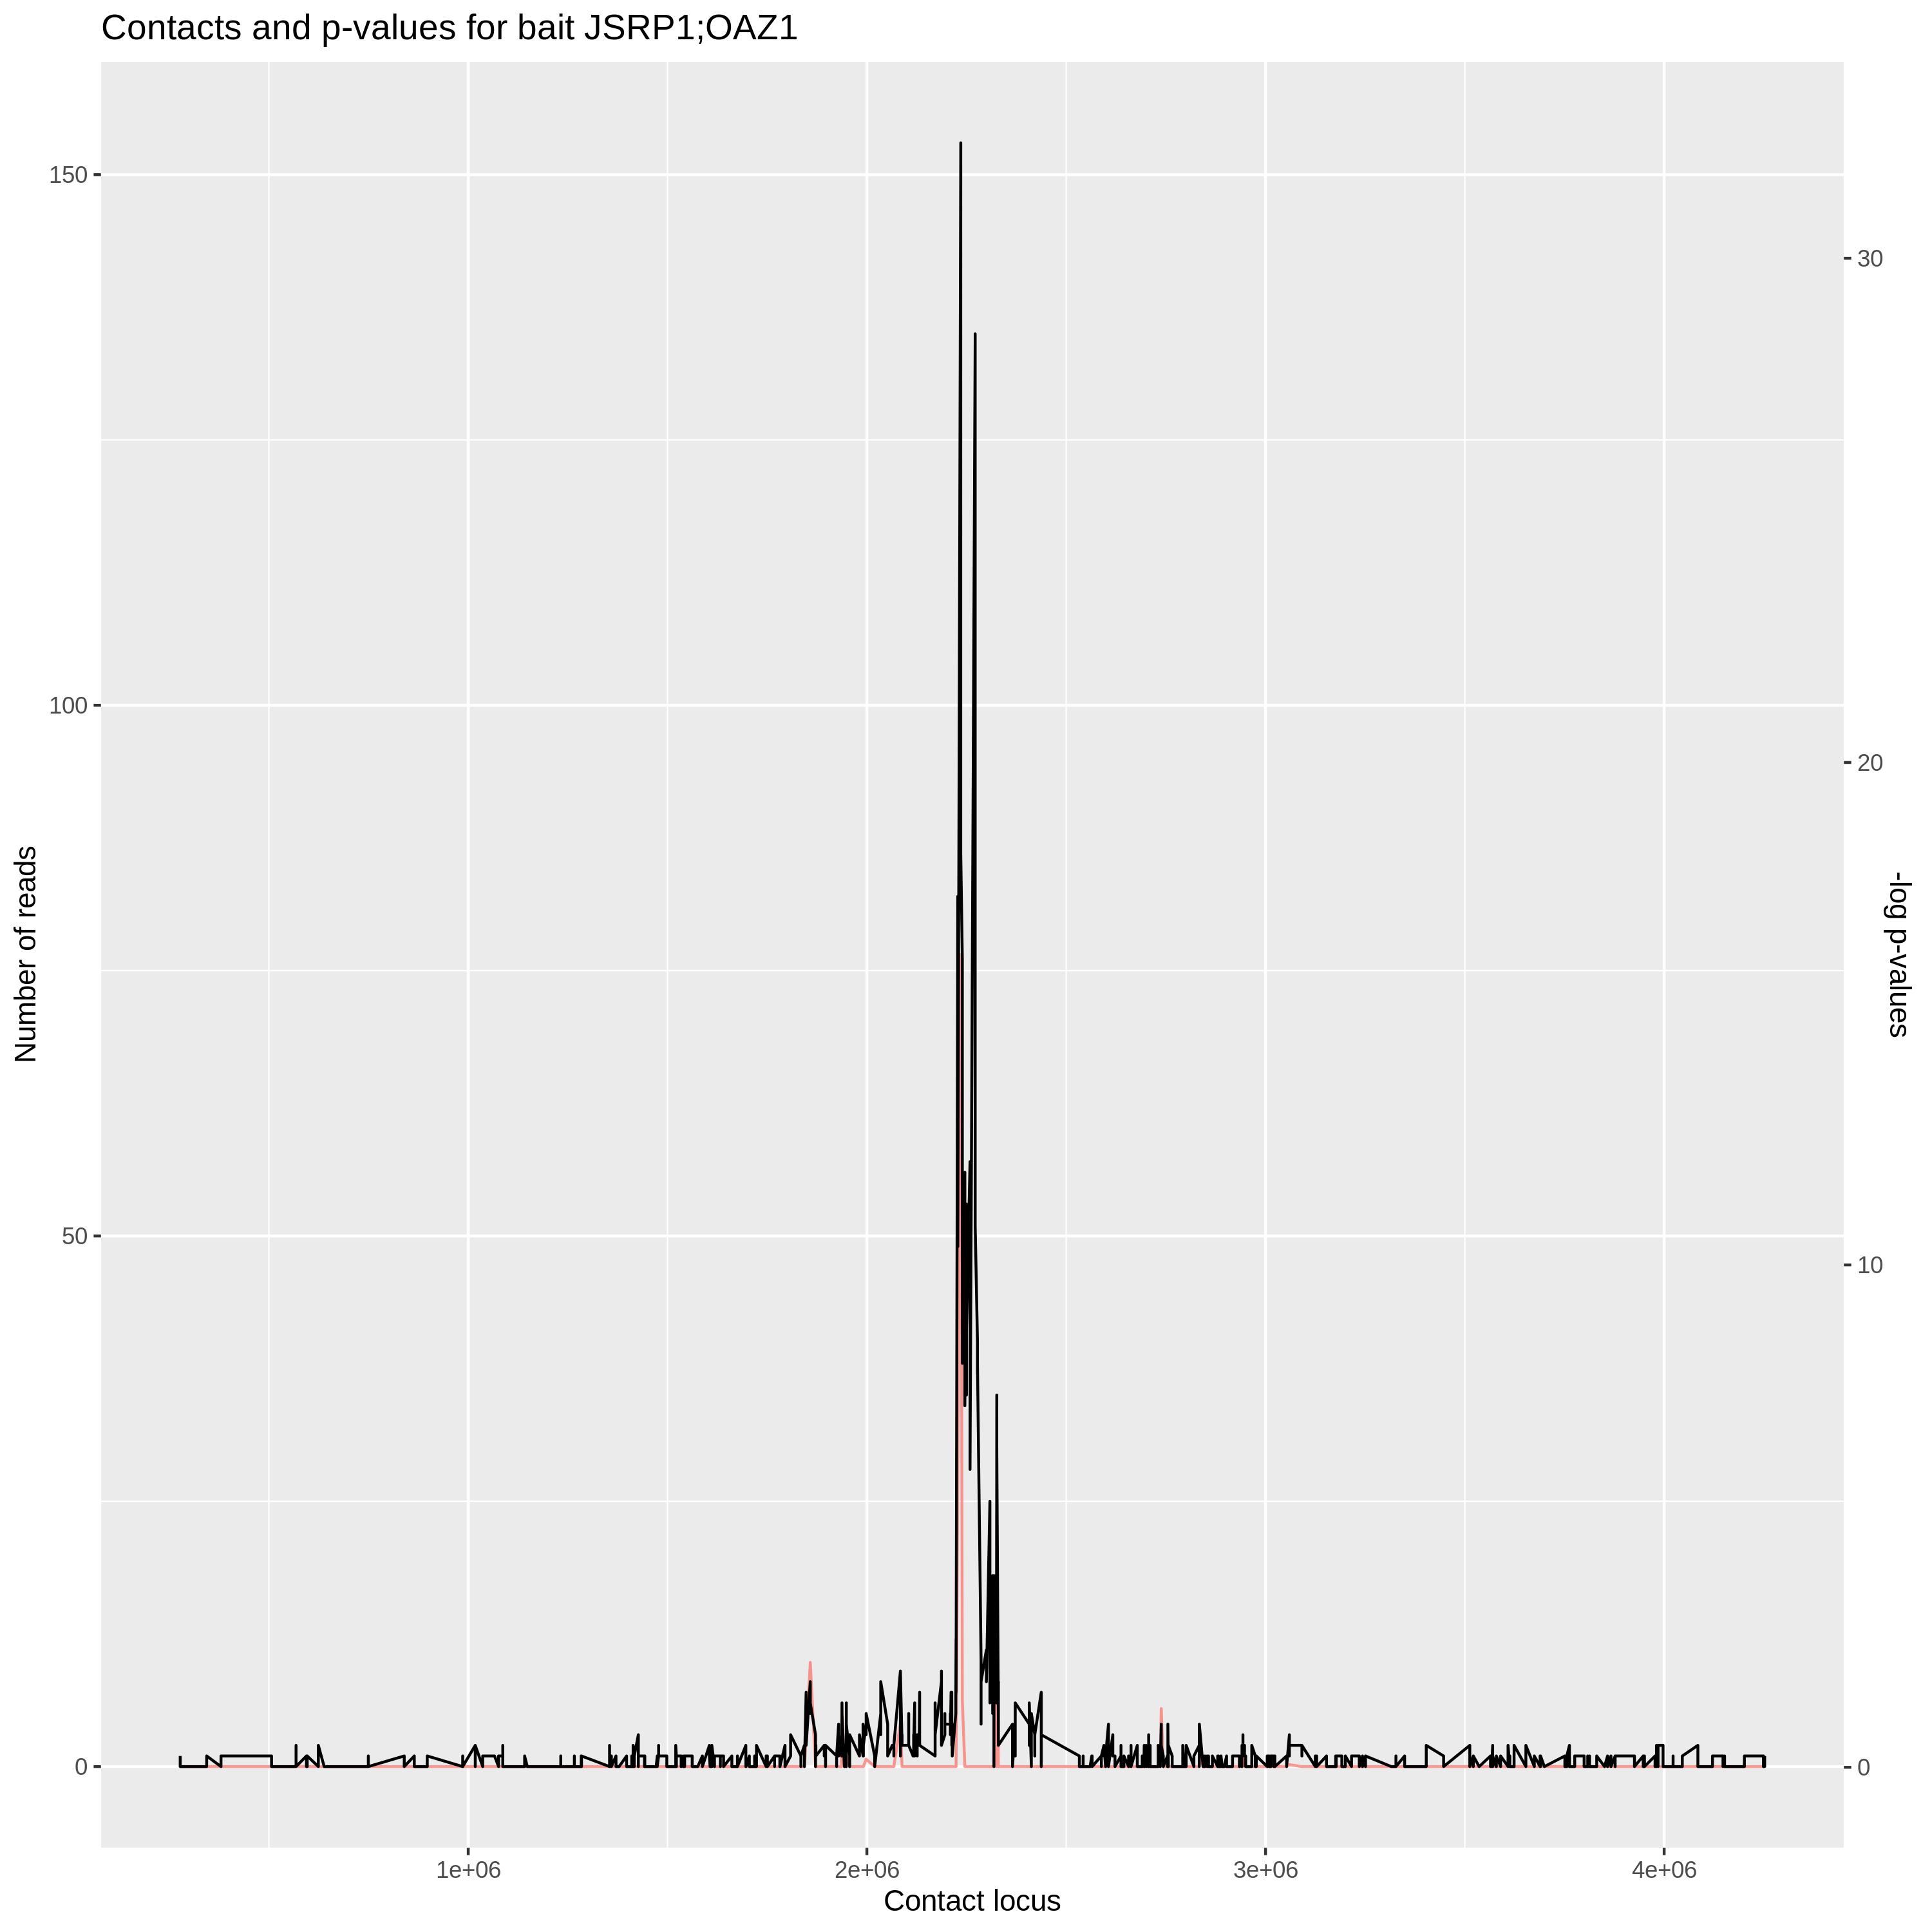 Contacts and p-values for bait JSRP1;OAZ1
150
100
50
0
Number of reads
30
20
10
0
-log p-values
1e+06 2e+06 3e+06 4e+06
Contact locus